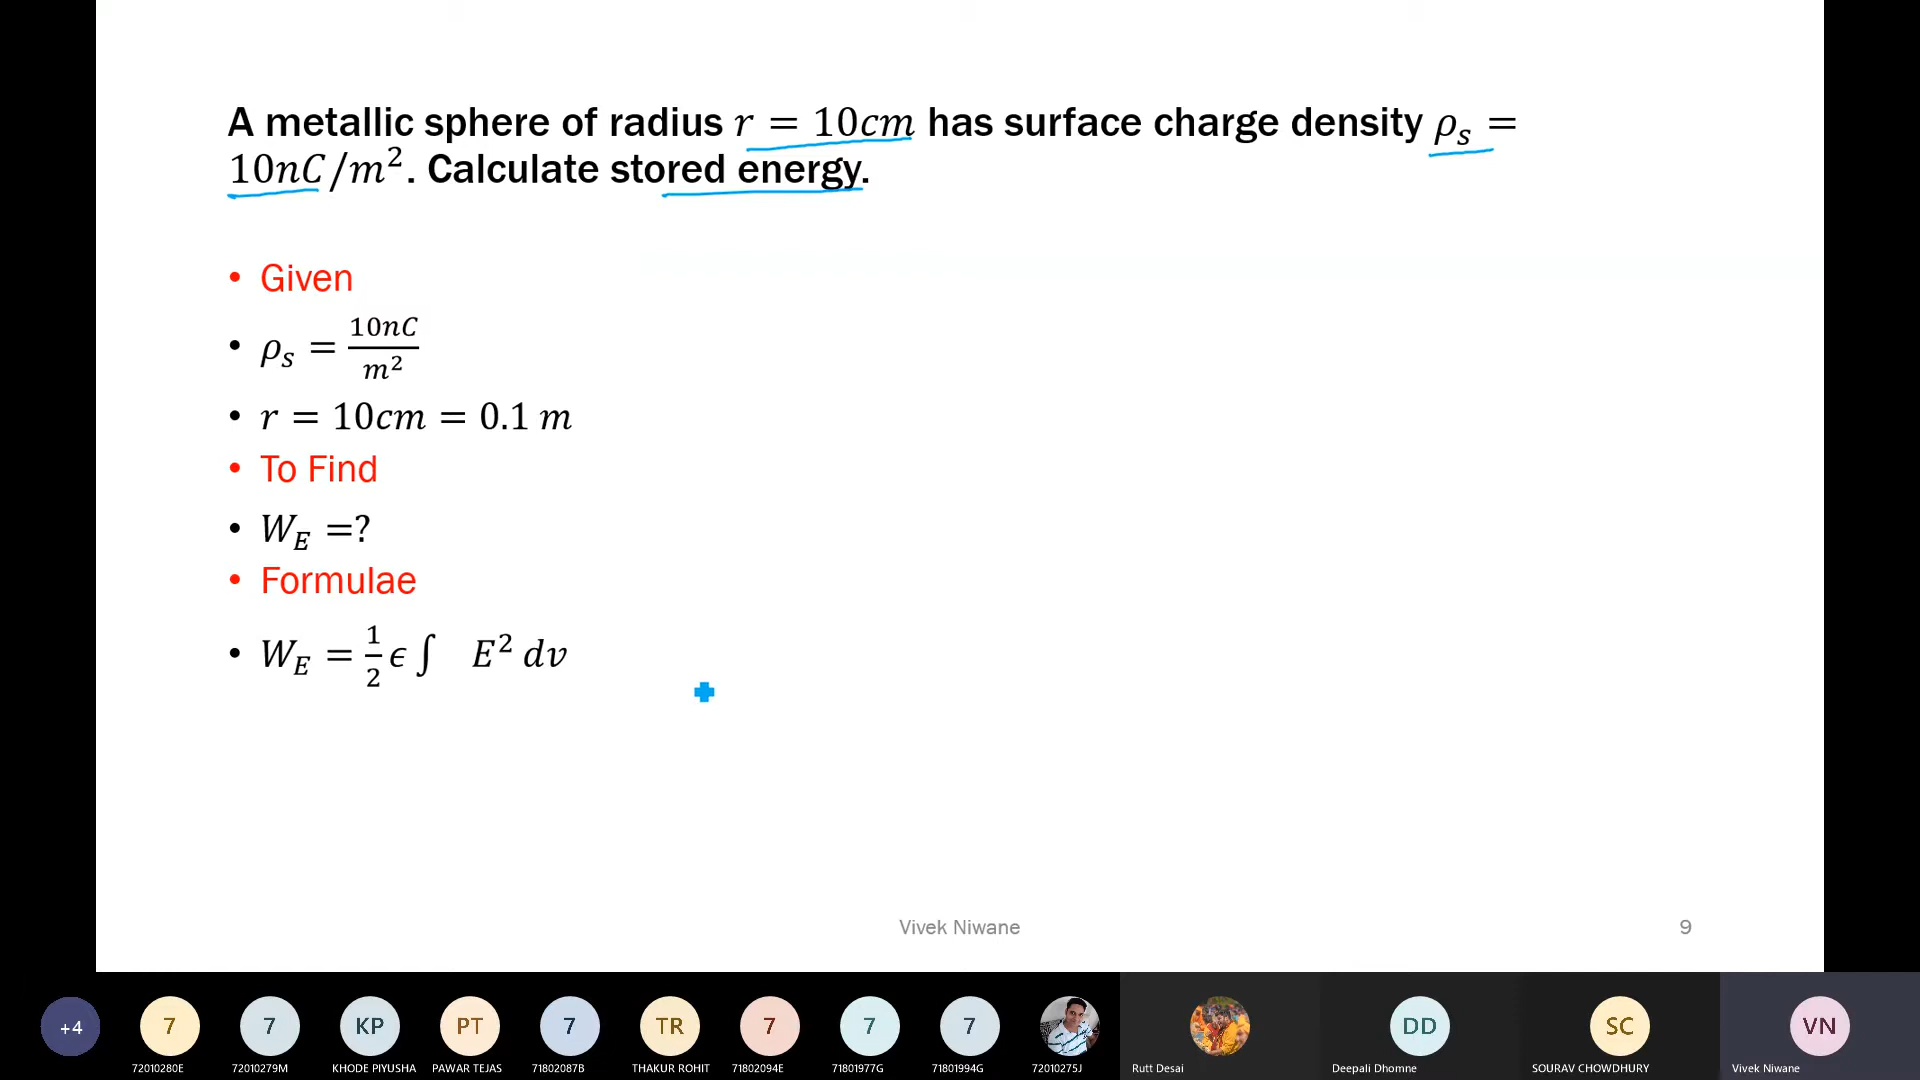 A metallic sphere of radius r = 10cm has surface charge density ρₛ =
10nC/m². Calculate stored energy.
• Given
• ρₛ = 10nC/m²
• r = 10cm = 0.1 m
• To Find
• W_E =?
• Formulae
• W_E = 1/2 ϵ ∫ E² dv
Vivek Niwane 9
+4 7 7 KP PT 7 TR 7 7 7 DD SC VN
72010280E 72010279M KHODE PIYUSHA PAWAR TEJAS 71802087B THAKUR ROHIT 71802094E 71801977G 71801994G 72010275J Rutt Desai Deepali Dhomne SOURAV CHOWDHURY Vivek Niwane